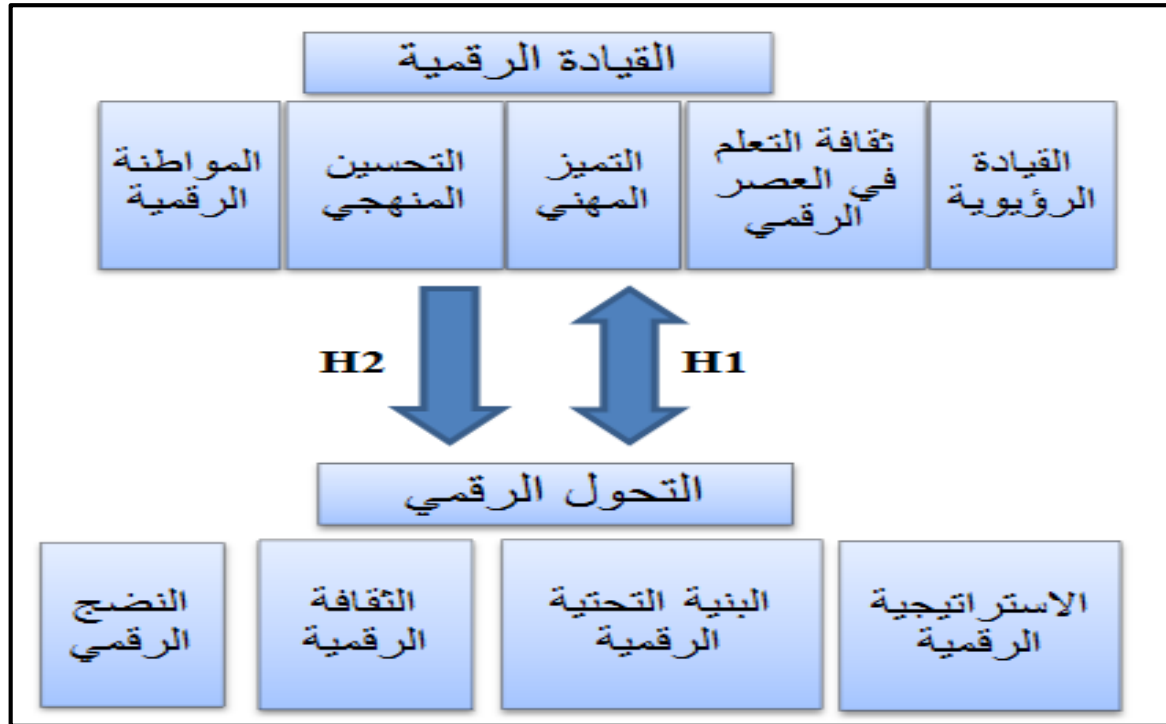 القيادة الرقمية
القيادة
الرؤيوية
ثقافة التعلم
في العصر
الرقمي
التميز
المهني
التحسين
المنهجي
المواطنة
الرقمية
H1
H2
التحول الرقمي
الاستراتيجية
الرقمية
البنية التحتية
الرقمية
الثقافة
الرقمية
النضج
الرقمي